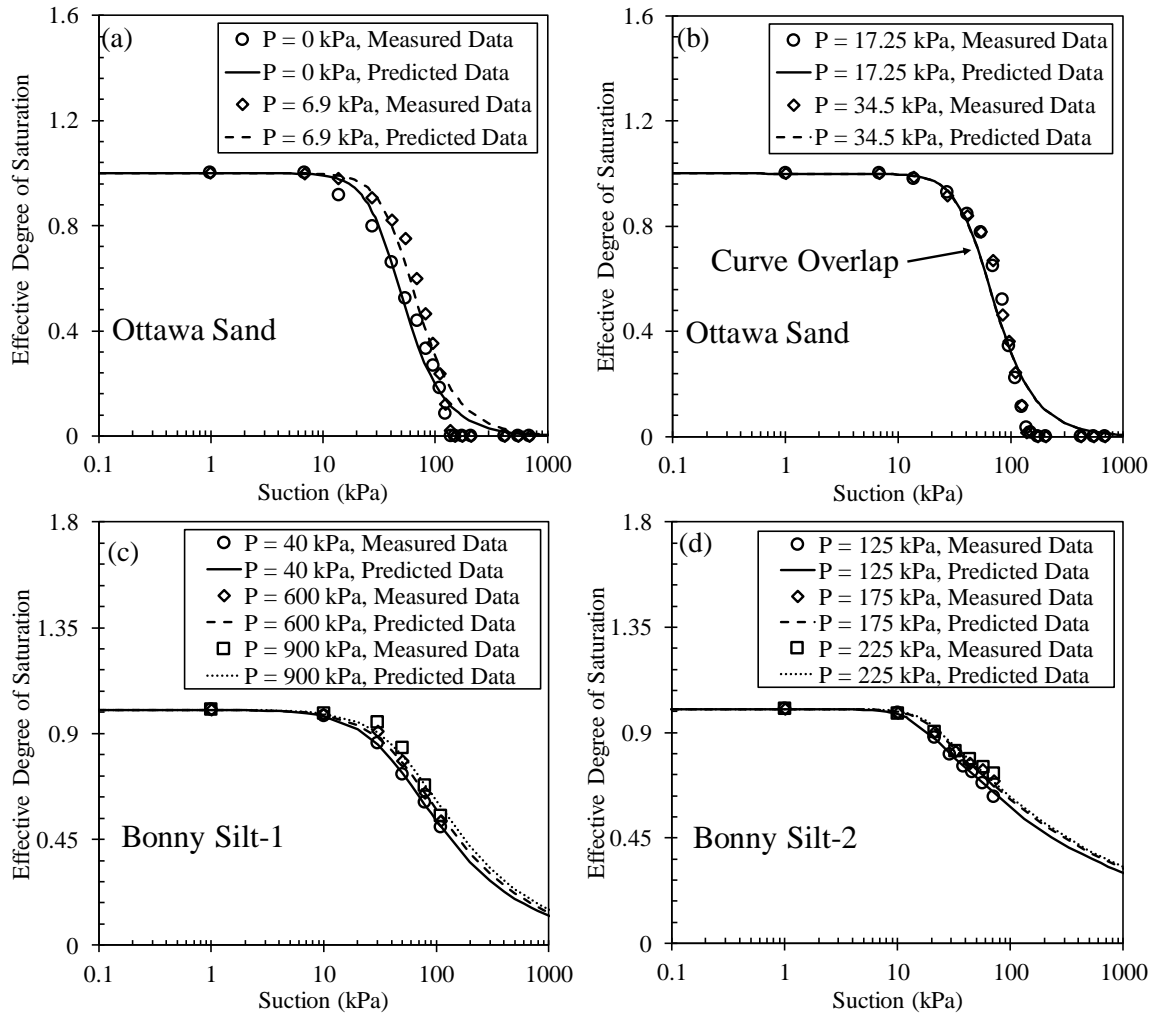 (a)
P = 0 kPa, Measured Data
P = 0 kPa, Predicted Data
P = 6.9 kPa, Measured Data
P = 6.9 kPa, Predicted Data
Effective Degree of Saturation
1.6
1.2
0.8
0.4
0
Ottawa Sand
0.1 1 10 100 1000
Suction (kPa)
(b)
P = 17.25 kPa, Measured Data
P = 17.25 kPa, Predicted Data
P = 34.5 kPa, Measured Data
P = 34.5 kPa, Predicted Data
Effective Degree of Saturation
1.6
1.2
0.8
0.4
0
Curve Overlap
Ottawa Sand
0.1 1 10 100 1000
Suction (kPa)
(c)
P = 40 kPa, Measured Data
P = 40 kPa, Predicted Data
P = 600 kPa, Measured Data
P = 600 kPa, Predicted Data
P = 900 kPa, Measured Data
P = 900 kPa, Predicted Data
Effective Degree of Saturation
1.8
1.35
0.9
0.45
0
Bonny Silt-1
0.1 1 10 100 1000
Suction (kPa)
(d)
P = 125 kPa, Measured Data
P = 125 kPa, Predicted Data
P = 175 kPa, Measured Data
P = 175 kPa, Predicted Data
P = 225 kPa, Measured Data
P = 225 kPa, Predicted Data
Effective Degree of Saturation
1.8
1.35
0.9
0.45
0
Bonny Silt-2
0.1 1 10 100 1000
Suction (kPa)